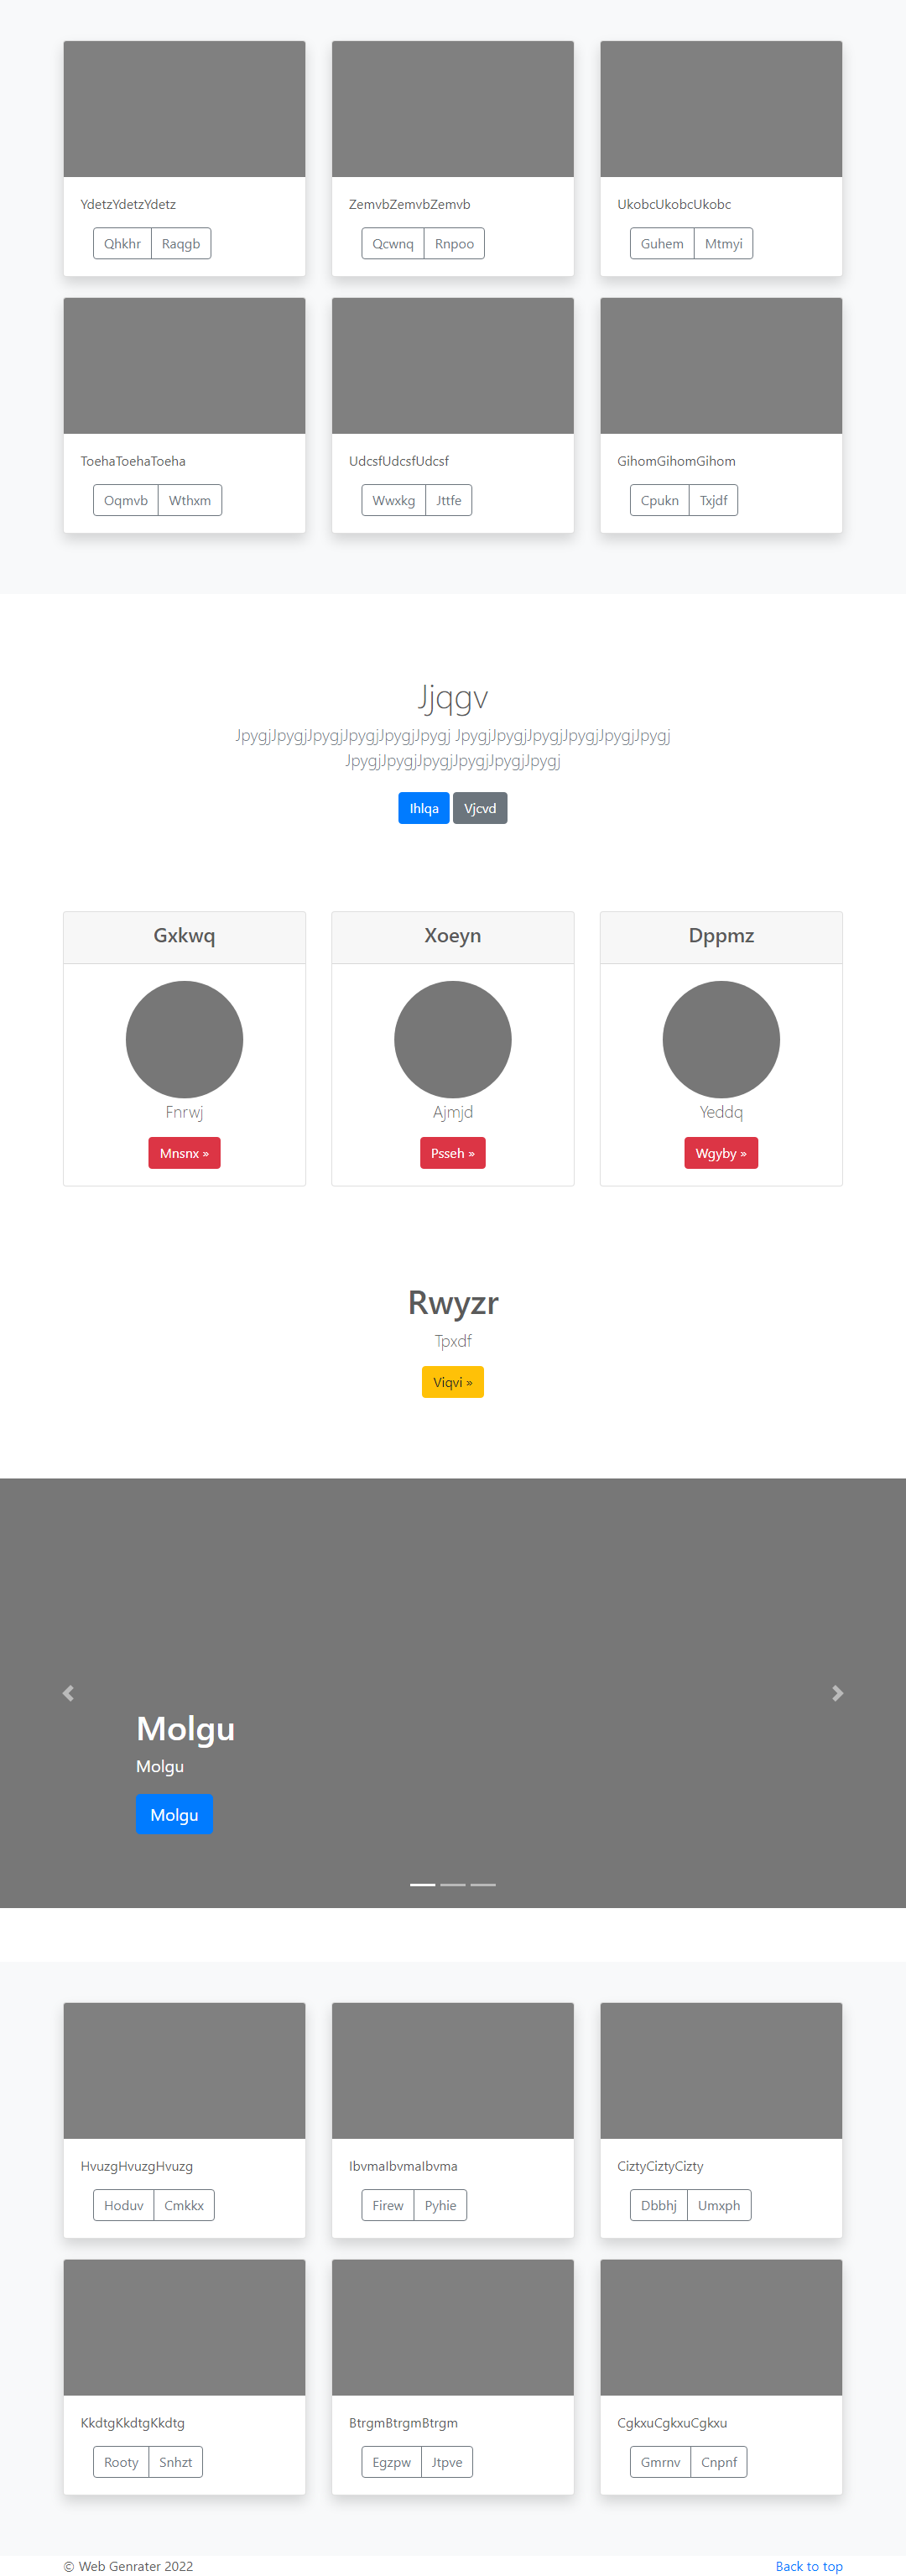 YdetzYdetzYdetz
Qhkhr Raqgb
ZemvbZemvbZemvb
Qcwnq Rnpoo
UkobcUkobcUkobc
Guhem Mtmyi
ToehaToehaToeha
Oqmvb Wthxm
UdcsfUdcsfUdcsf
Wwxkg Jttfe
GihomGihomGihom
Cpukn Txjdf
Jjqgv
JpygjJpygjJpygjJpygjJpygjJpygj JpygjJpygjJpygjJpygjJpygjJpygj
JpygjJpygjJpygjJpygjJpygjJpygj
Ihlqa Vjcvd
Gxkwq
Fnrwj
Mnsnx »
Xoeyn
Ajmjd
Psseh »
Dppmz
Yeddq
Wgyby »
Rwyzr
Tpxdf
Viqvi »
Molgu
Molgu
Molgu
HvuzgHvuzgHvuzg
Hoduv Cmkkx
IbvmaIbvmaIbvma
Firew Pyhie
CiztyCiztyCizty
Dbbhj Umxph
KkdtgKkdtgKkdtg
Rooty Snhzt
BtrgmBtrgmBtrgm
Egzpw Jtpve
CgkxuCgkxuCgkxu
Gmrnv Cnpnf
© Web Genrater 2022
Back to top